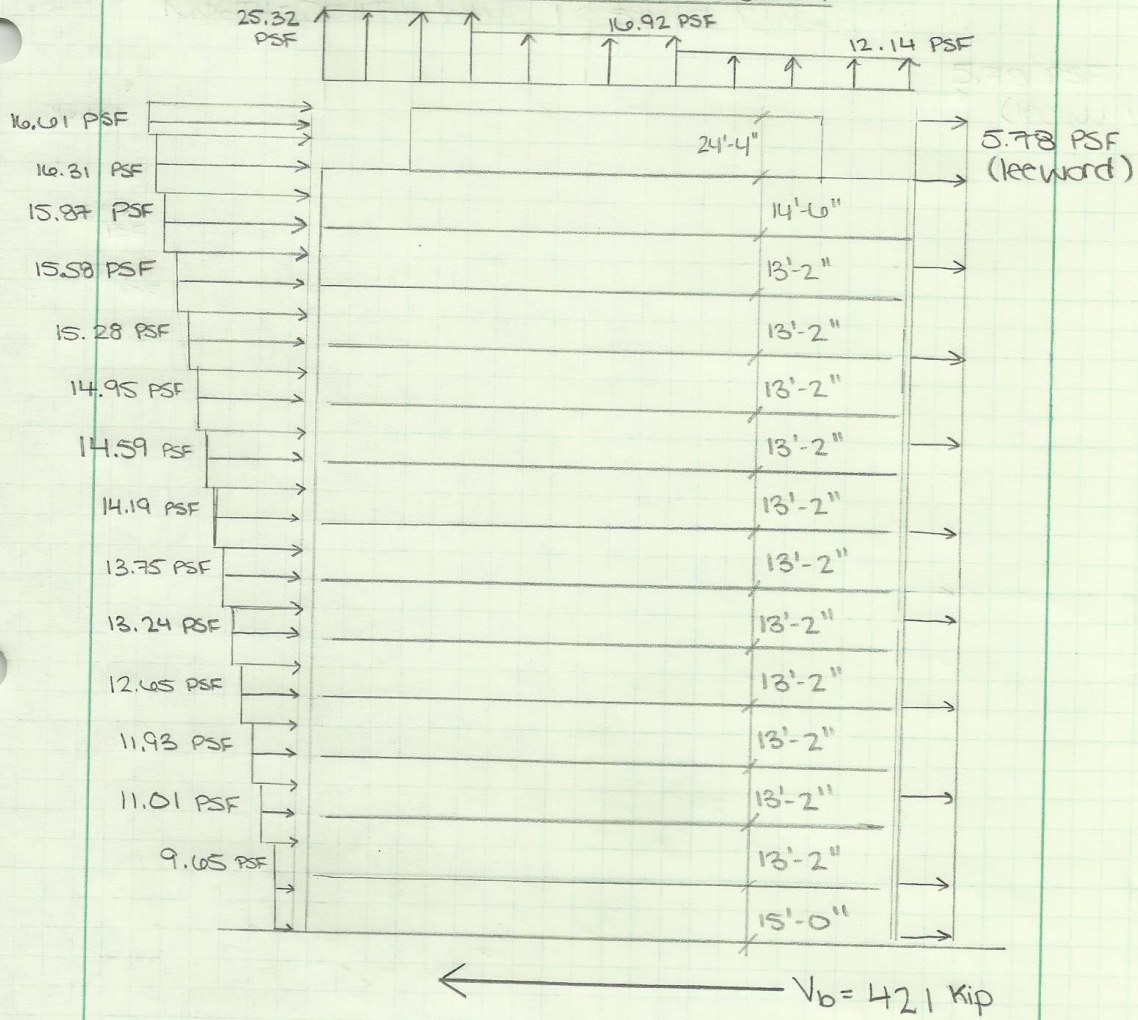 25.32 PSF
16.92 PSF
12.14 PSF
16.61 PSF
5.78 PSF
(leeward)
24'-4"
16.31 PSF
15.87 PSF
14'-6"
15.58 PSF
13'-2"
15.28 PSF
13'-2"
14.95 PSF
13'-2"
14.59 PSF
13'-2"
14.19 PSF
13'-2"
13.75 PSF
13'-2"
13.24 PSF
13'-2"
12.65 PSF
13'-2"
11.93 PSF
13'-2"
11.01 PSF
13'-2"
9.65 PSF
13'-2"
15'-0"
Vb = 421 Kip